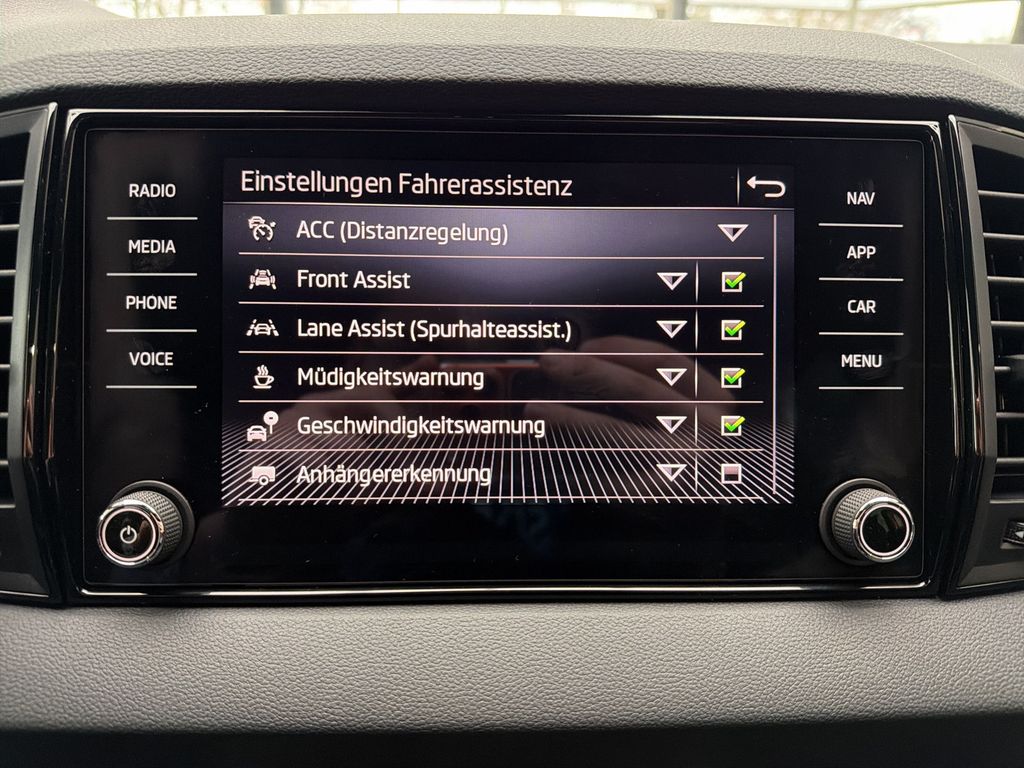 RADIO
MEDIA
PHONE
VOICE
Einstellungen Fahrerassistenz
ACC (Distanzregelung)
Front Assist
Lane Assist (Spurhalteassist.)
Müdigkeitswarnung
Geschwindigkeitswarnung
Anhängererkennung
NAV
APP
CAR
MENU